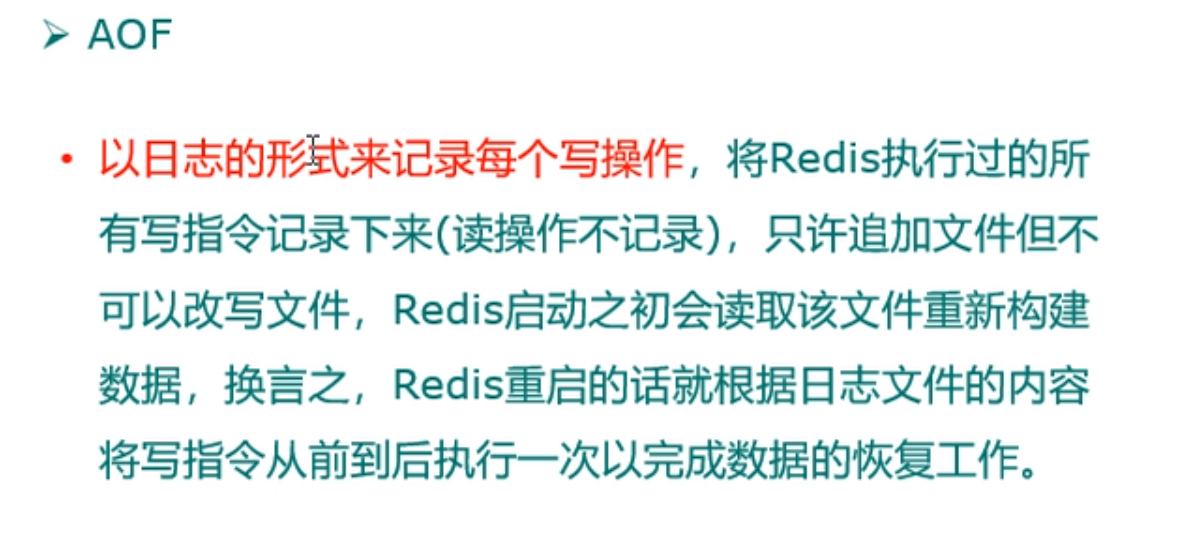 ➢ AOF
• 以日志的形式来记录每个写操作，将Redis执行过的所
有写指令记录下来(读操作不记录)，只许追加文件但不
可以改写文件，Redis启动之初会读取该文件重新构建
数据，换言之，Redis重启的话就根据日志文件的内容
将写指令从前到后执行一次以完成数据的恢复工作。